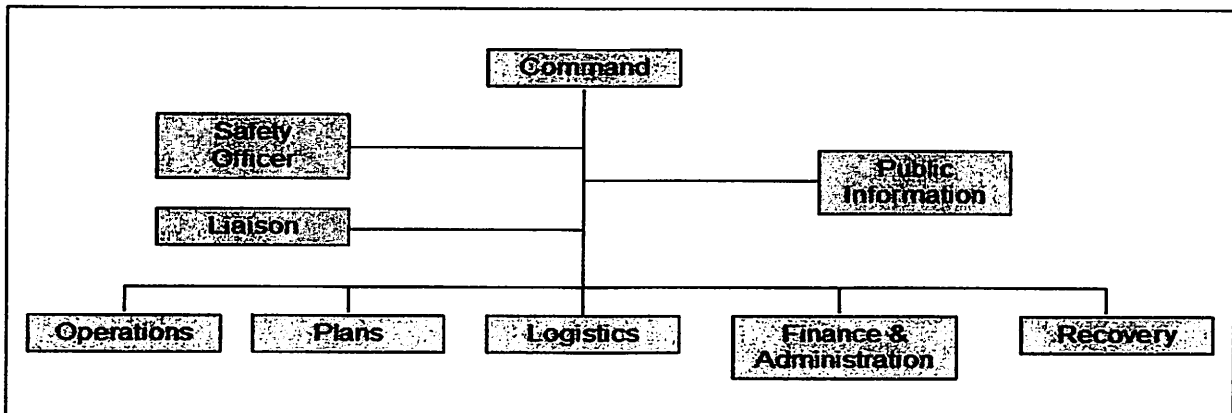 Command
Safety
Officer
Public
Information
Liaison
Operations
Plans
Logistics
Finance &
Administration
Recovery